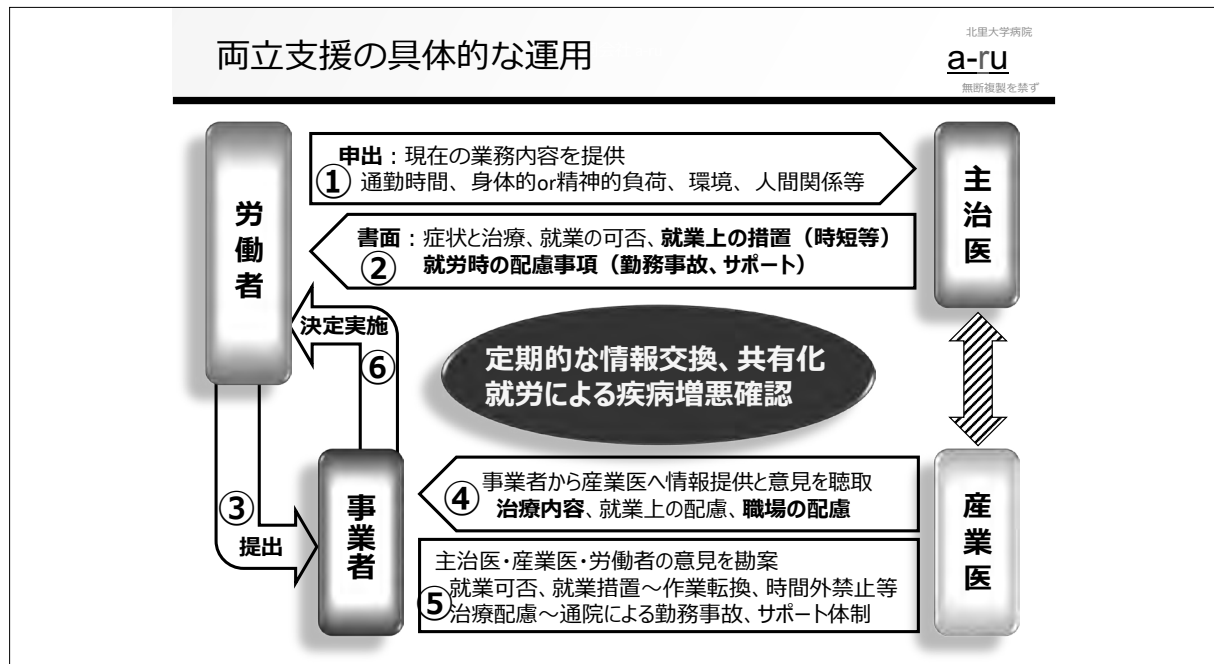 両立支援の具体的な運用
北里大学病院
a-ru
無断複製を禁ず
労働者
申出：現在の業務内容を提供
① 通勤時間、身体的or精神的負荷、環境、人間関係等
主治医
書面：症状と治療、就業の可否、就業上の措置（時短等）
② 就労時の配慮事項（勤務事故、サポート）
決定実施
⑥
定期的な情報交換、共有化
就労による疾病増悪確認
③
提出
事業者
事業者から産業医へ情報提供と意見を聴取
④ 治療内容、就業上の配慮、職場の配慮
産業医
主治医・産業医・労働者の意見を勘案
就業可否、就業措置～作業転換、時間外禁止等
⑤ 治療配慮～通院による勤務事故、サポート体制